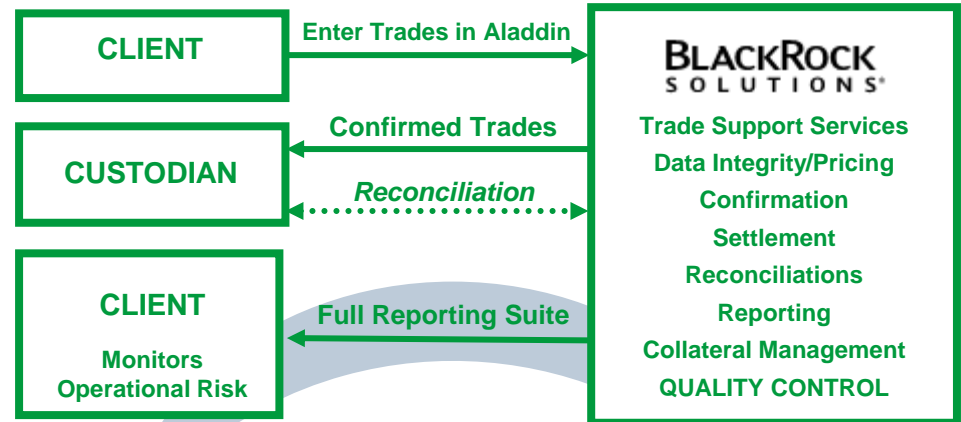 CLIENT
Enter Trades in Aladdin
BLACKROCK
SOLUTIONS®
Confirmed Trades
CUSTODIAN
Reconciliation
CLIENT
Monitors
Operational Risk
Full Reporting Suite
Trade Support Services
Data Integrity/Pricing
Confirmation
Settlement
Reconciliations
Reporting
Collateral Management
QUALITY CONTROL